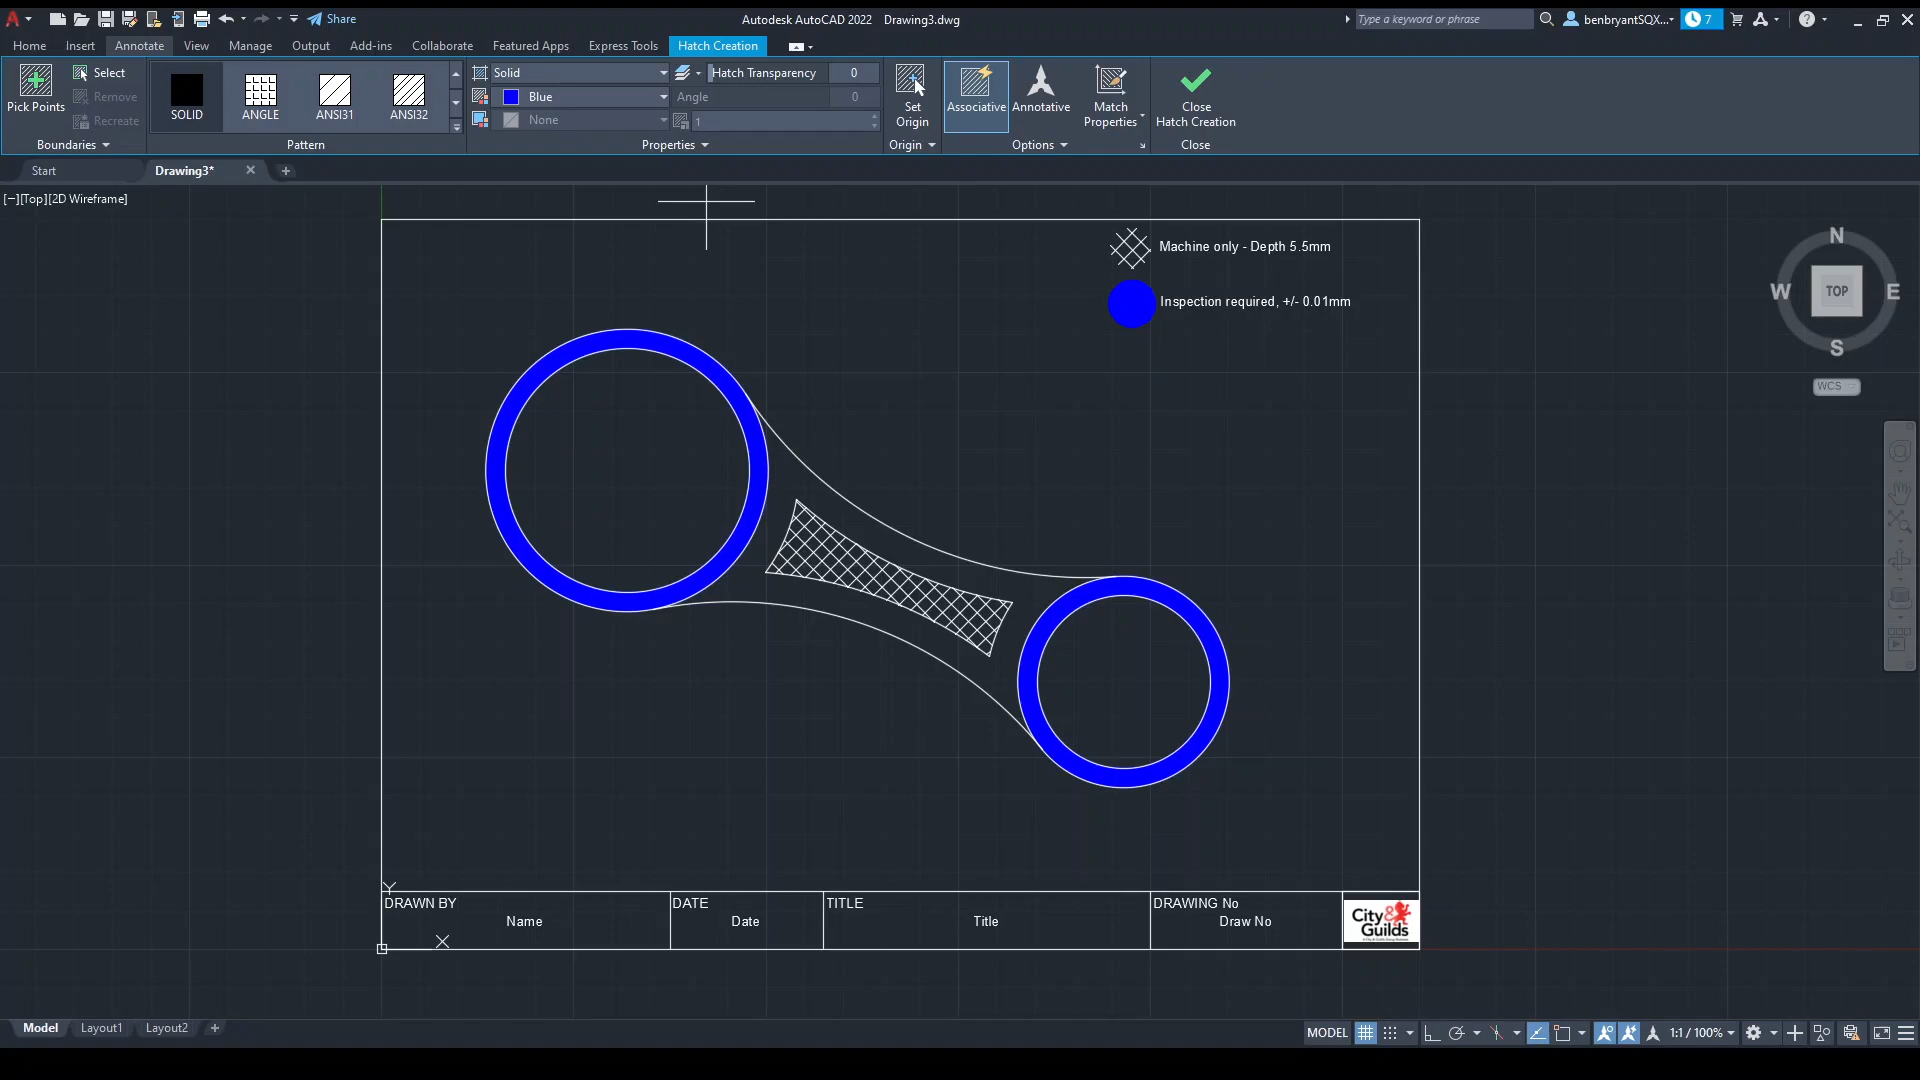 Share
Autodesk AutoCAD 2022 Drawing3.dwg
Type a keyword or phrase
benbryantSQX...
7
Home Insert Annotate View Manage Output Add-ins Collaborate Featured Apps Express Tools Hatch Creation
Pick Points
Select
Remove
Recreate
SOLID
ANGLE
ANSI31
ANSI32
Solid
Blue
None
Hatch Transparency 0
Angle 0
1
Set
Origin
Associative
Annotative
Match
Properties
Close
Hatch Creation
Boundaries
Pattern
Properties
Origin
Options
Close
Start
Drawing3*
[−][Top][2D Wireframe]
Machine only - Depth 5.5mm
Inspection required, +/- 0.01mm
N
W
TOP
E
S
WCS
Y
X
DRAWN BY
Name
DATE
Date
TITLE
Title
DRAWING No
Draw No
City&
Guilds
Model
Layout1
Layout2
MODEL
1:1 / 100%